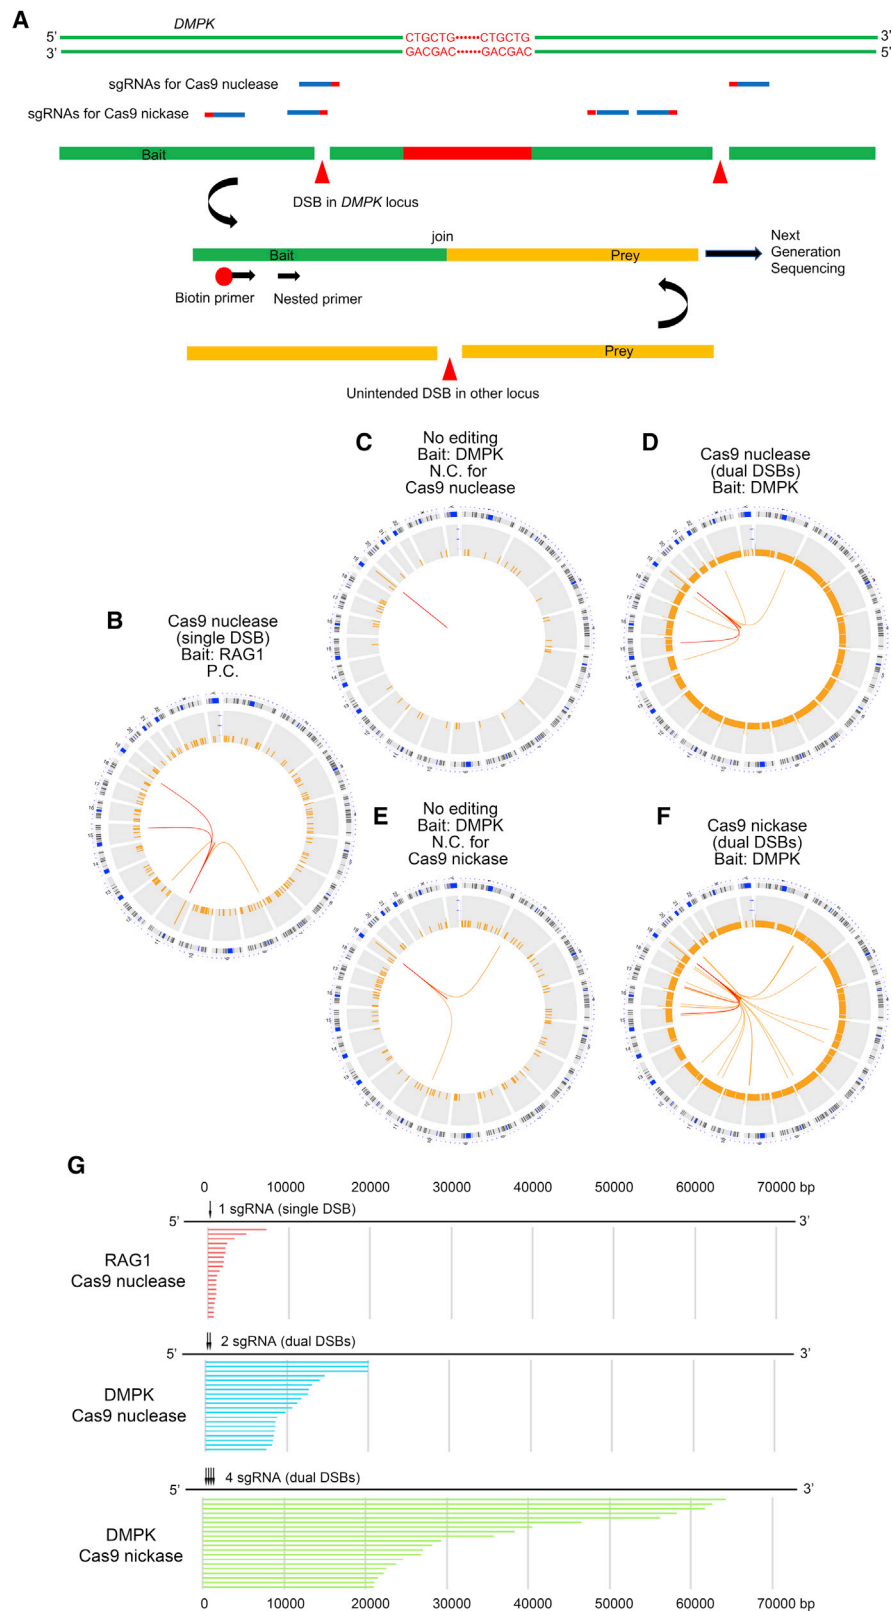 A
DMPK
5' CTGCTG••••••CTGCTG 3'
3' GACGAC••••••GACGAC 5'
sgRNAs for Cas9 nuclease
sgRNAs for Cas9 nickase
Bait
DSB in DMPK locus
join
Bait Prey
Next
Generation
Sequencing
Biotin primer Nested primer
Prey
Unintended DSB in other locus
C
No editing
Bait: DMPK
N.C. for
Cas9 nuclease
D
Cas9 nuclease
(dual DSBs)
Bait: DMPK
B
Cas9 nuclease
(single DSB)
Bait: RAG1
P.C.
E
No editing
Bait: DMPK
N.C. for
Cas9 nickase
F
Cas9 nickase
(dual DSBs)
Bait: DMPK
G
0 10000 20000 30000 40000 50000 60000 70000 bp
1 sgRNA (single DSB)
5' 3'
RAG1
Cas9 nuclease
2 sgRNA (dual DSBs)
5' 3'
DMPK
Cas9 nuclease
4 sgRNA (dual DSBs)
5' 3'
DMPK
Cas9 nickase
0 10000 20000 30000 40000 50000 60000 70000 bp